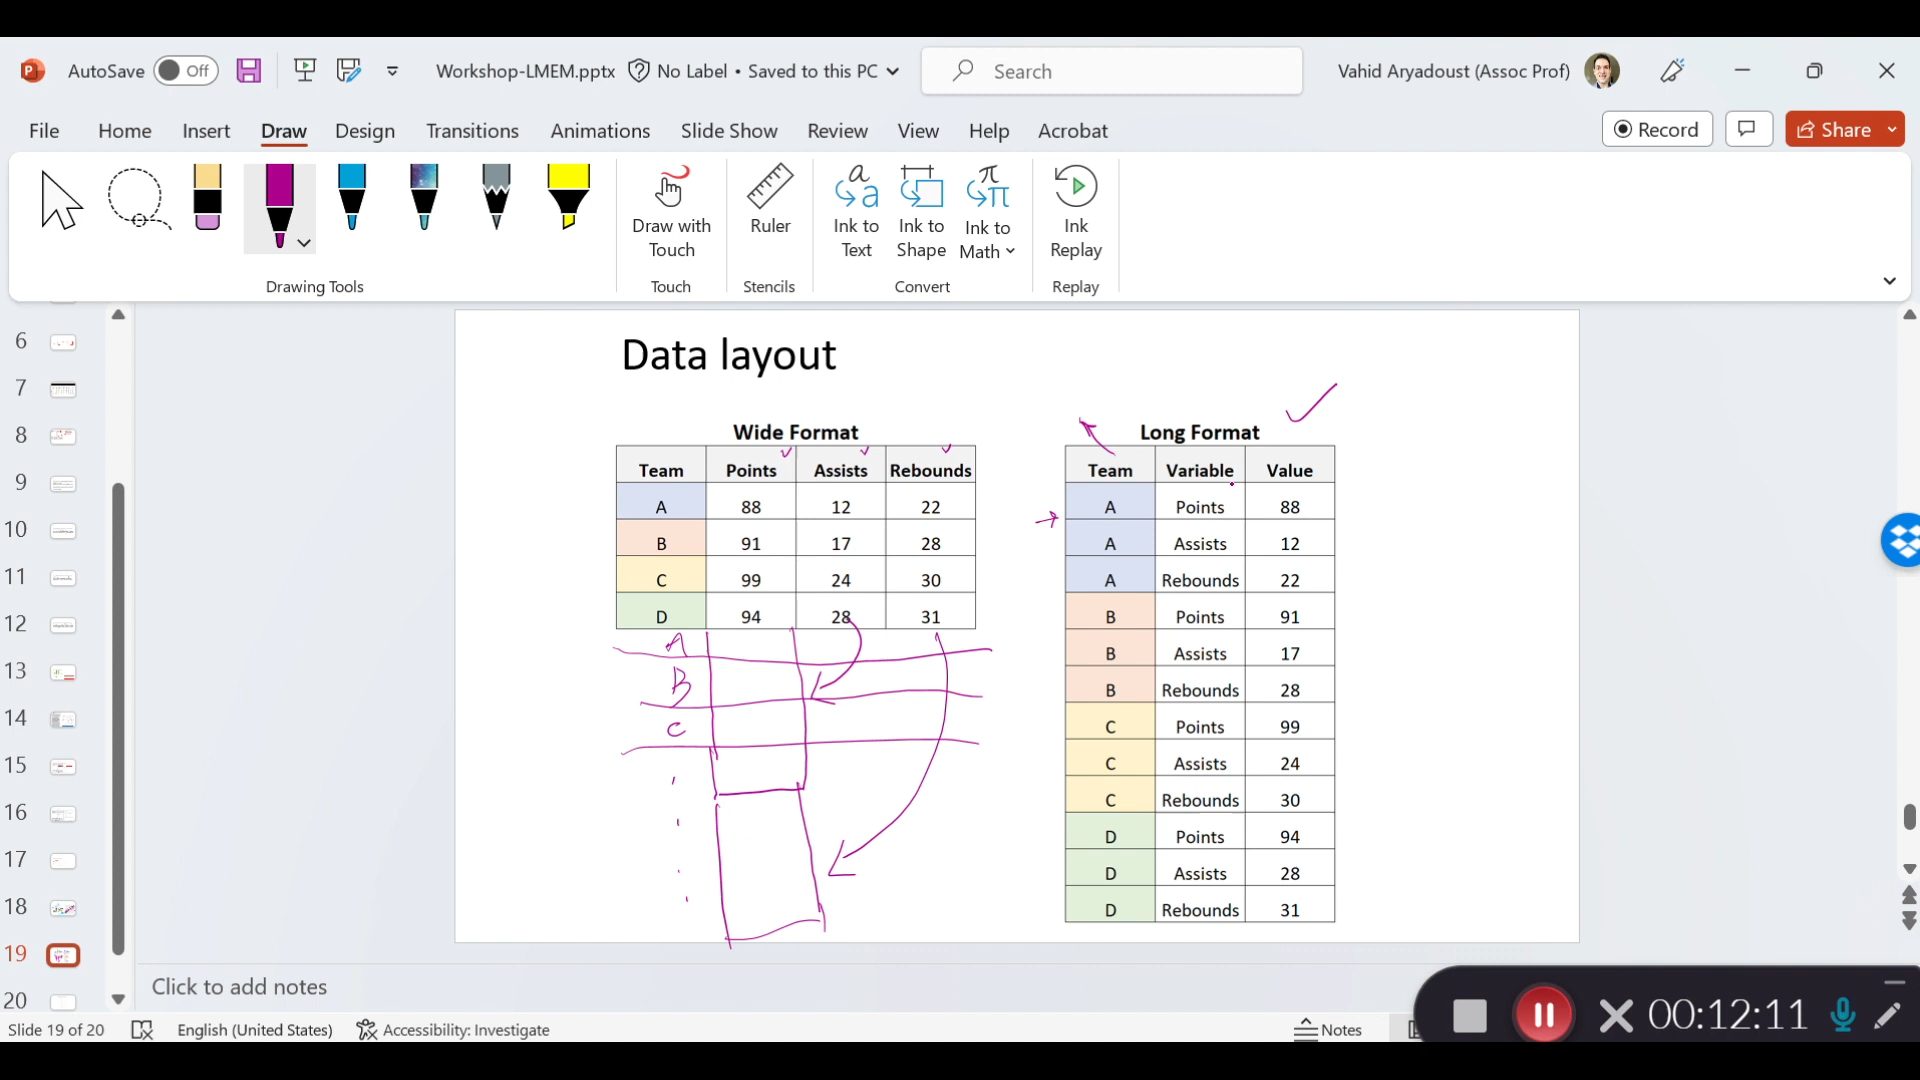 AutoSave Off Workshop-LMEM.pptx No Label • Saved to this PC Search Vahid Aryadoust (Assoc Prof)
File Home Insert Draw Design Transitions Animations Slide Show Review View Help Acrobat Record Share
Draw with Touch
Ruler
Ink to Text
Ink to Shape
Ink to Math
Ink Replay
Drawing Tools Touch Stencils Convert Replay
6
7
8
9
10
11
12
13
14
15
16
17
18
19
20
Data layout
Wide Format
Team Points Assists Rebounds
A 88 12 22
B 91 17 28
C 99 24 30
D 94 28 31
A
B
C
Long Format
Team Variable Value
A Points 88
A Assists 12
A Rebounds 22
B Points 91
B Assists 17
B Rebounds 28
C Points 99
C Assists 24
C Rebounds 30
D Points 94
D Assists 28
D Rebounds 31
Click to add notes
Slide 19 of 20 English (United States) Accessibility: Investigate Notes
00:12:11